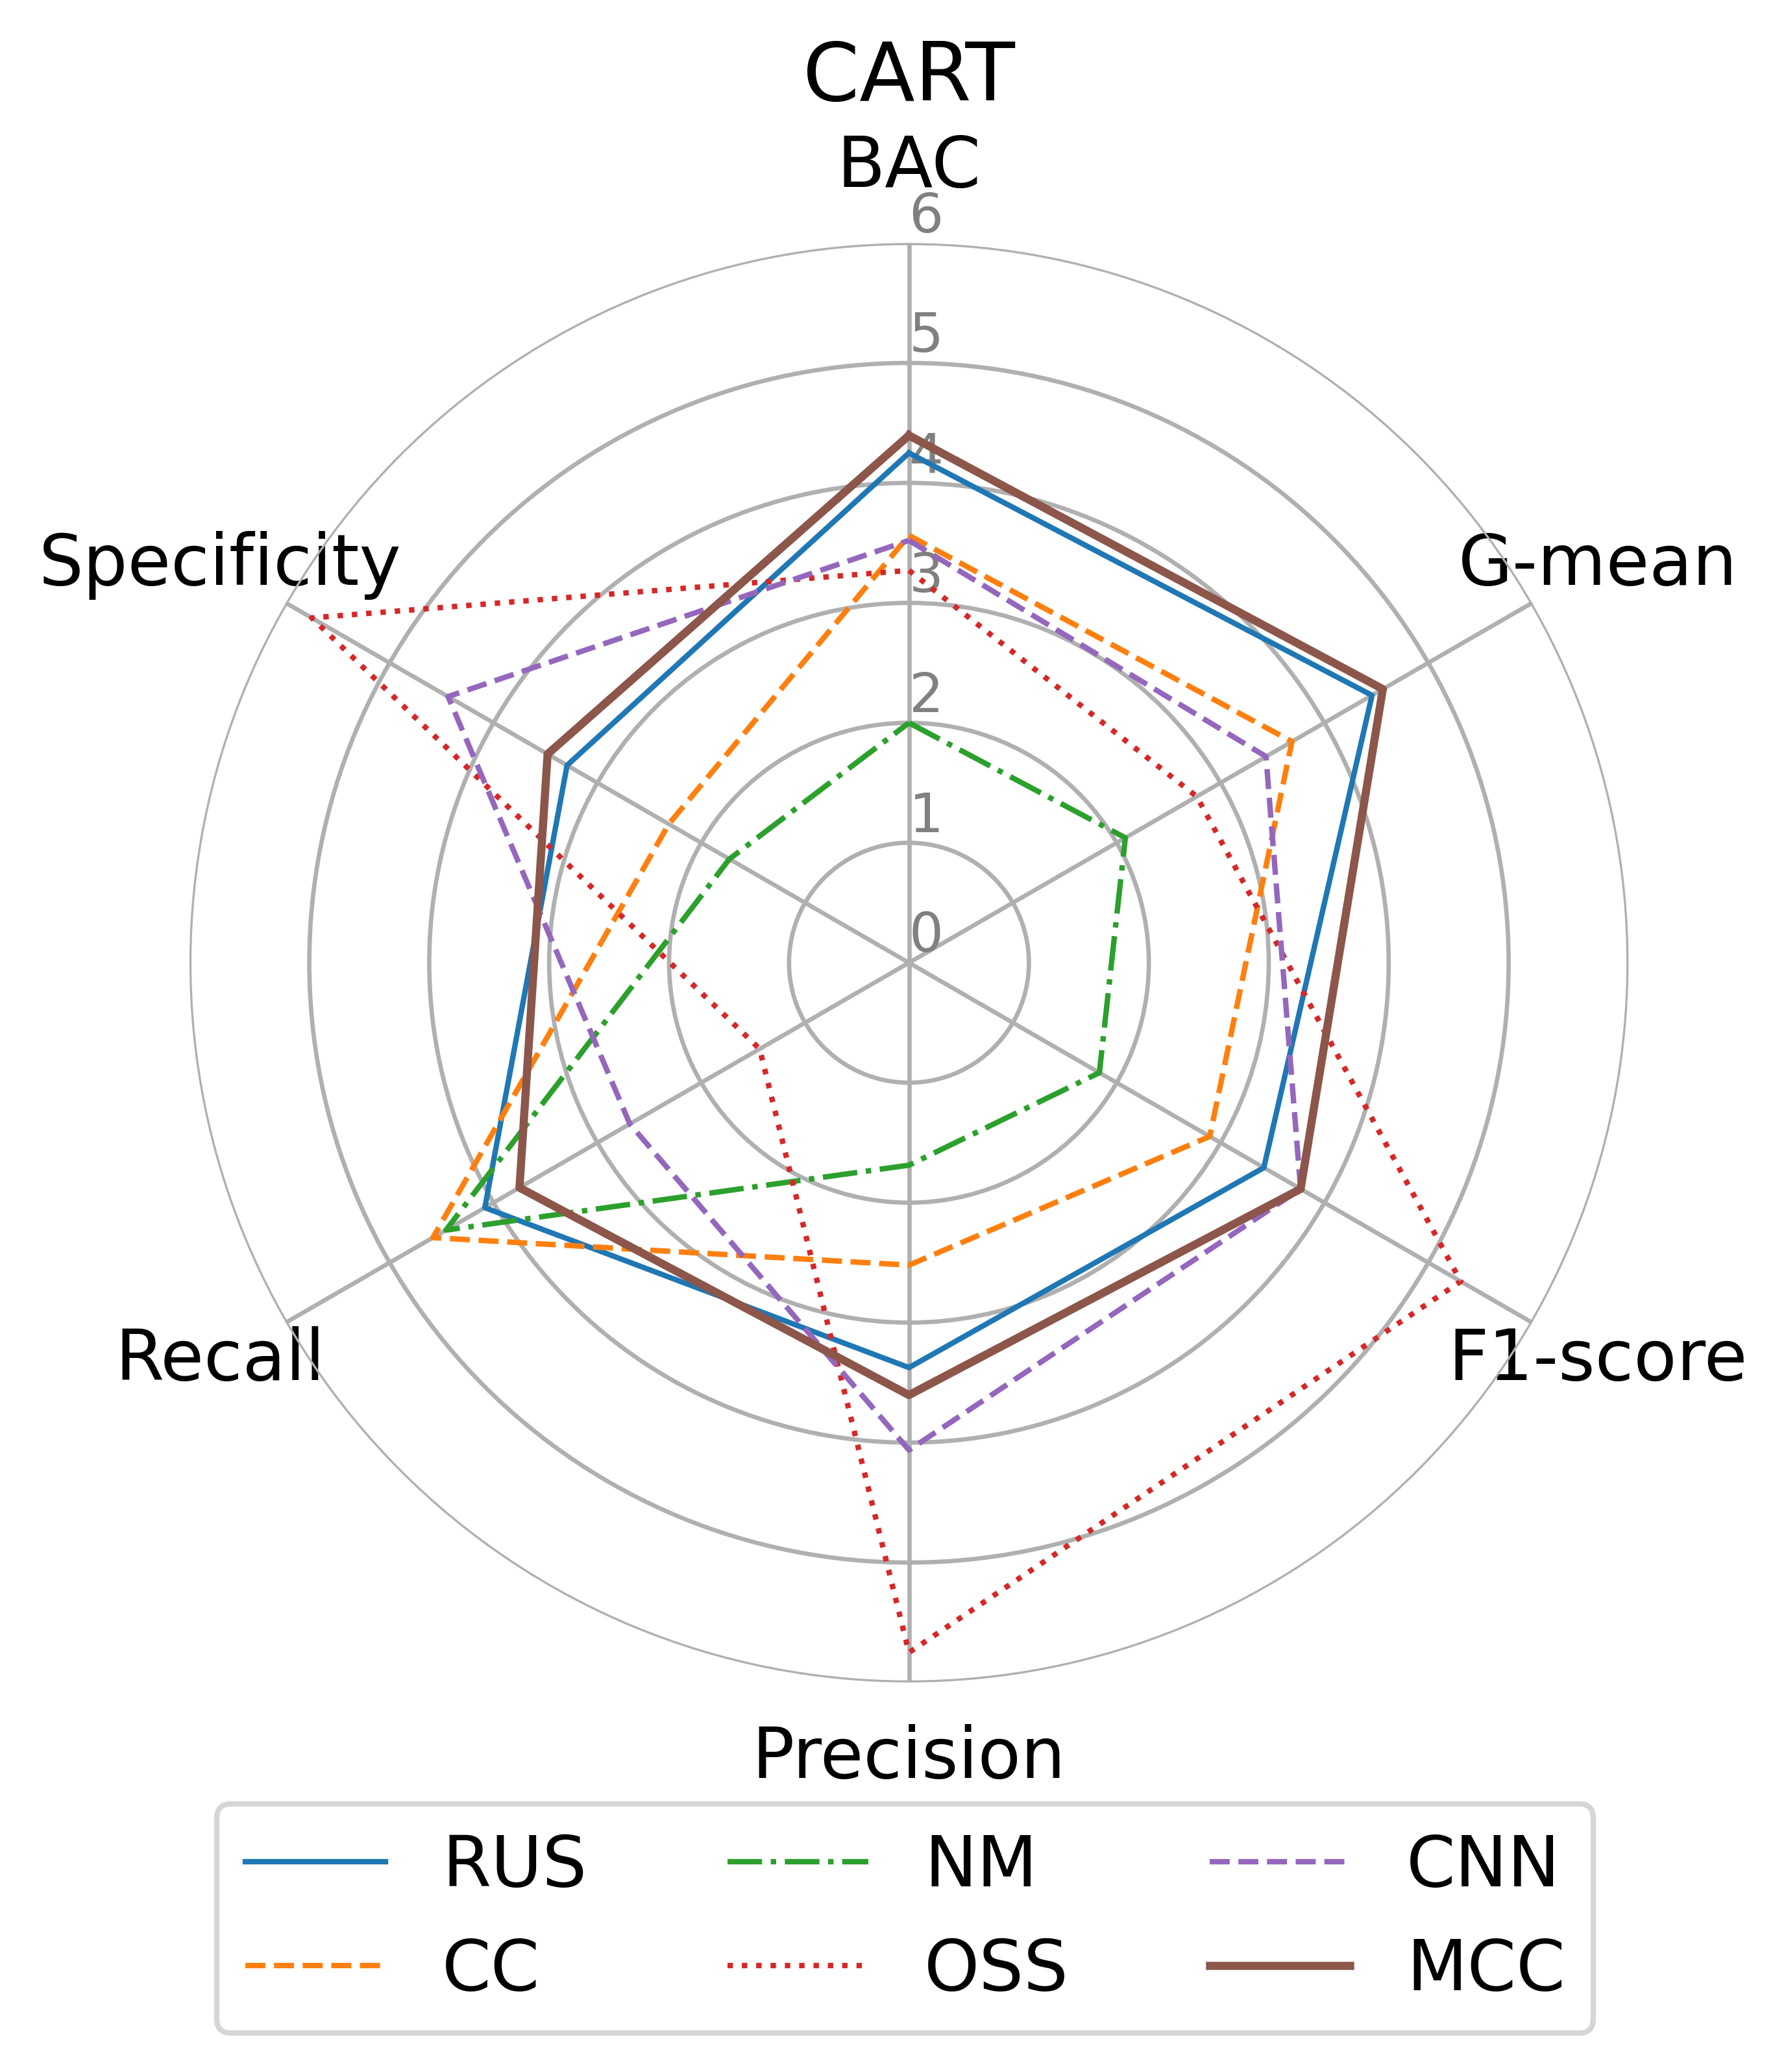 CART
BAC
6
5
4
3
2
1
0
Specificity
G-mean
Recall
F1-score
Precision
RUS
NM
CNN
CC
OSS
MCC